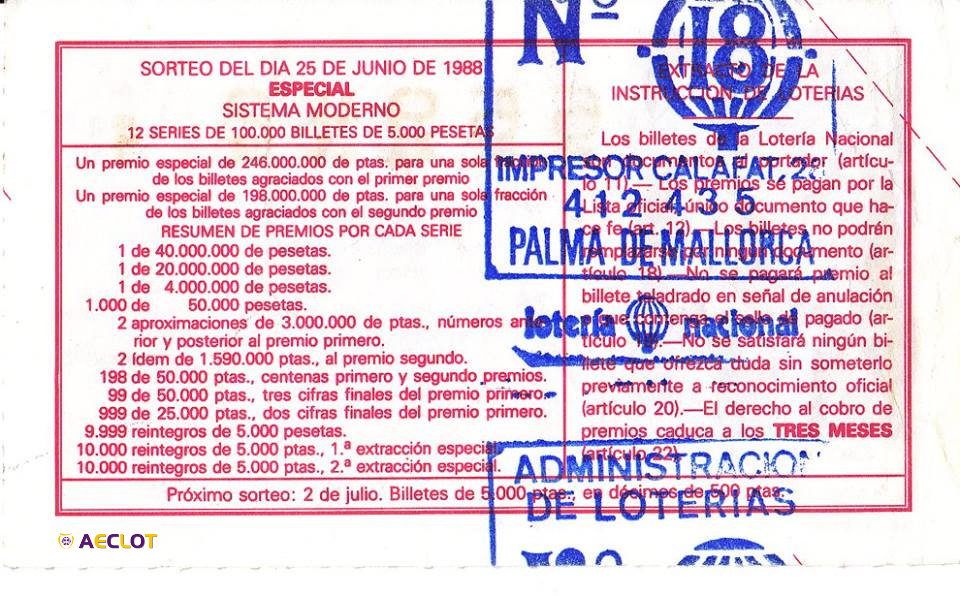 SORTEO DEL DIA 25 DE JUNIO DE 1988
ESPECIAL
SISTEMA MODERNO
12 SERIES DE 100.000 BILLETES DE 5.000 PESETAS
Un premio especial de 246.000.000 de ptas. para una sola fracción
de los billetes agraciados con el primer premio
Un premio especial de 198.000.000 de ptas. para una sola fracción
de los billetes agraciados con el segundo premio
RESUMEN DE PREMIOS POR CADA SERIE
1 de 40.000.000 de pesetas.
1 de 20.000.000 de pesetas.
1 de 4.000.000 de pesetas.
1.000 de 50.000 pesetas.
2 aproximaciones de 3.000.000 de ptas., números ante-
rior y posterior al premio primero.
2 ídem de 1.590.000 ptas., al premio segundo.
198 de 50.000 ptas., centenas primero y segundo premios.
99 de 50.000 ptas., tres cifras finales del premio primero.
999 de 25.000 ptas., dos cifras finales del premio primero.
9.999 reintegros de 5.000 pesetas.
10.000 reintegros de 5.000 ptas., 1.ª extracción especial.
10.000 reintegros de 5.000 ptas., 2.ª extracción especial.
EXTRACTO DE LA
INSTRUCCION DE LOTERIAS
Los billetes de la Lotería Nacional
son documentos al portador (artícu-
lo 11).— Los premios se pagan por la
Lista oficial, único documento que ha-
ce fe (art. 12).—Los billetes no podrán
remplazarse por ningún documento (ar-
tículo 18).—No se pagará premio al
billete taladrado en señal de anulación
o que contenga el sello de pagado (ar-
tículo).—No se satisfará ningún bi-
llete que ofrezca duda sin someterlo
previamente a reconocimiento oficial
(artículo 20).—El derecho al cobro de
premios caduca a los TRES MESES
(artículo 22).
Próximo sorteo: 2 de julio. Billetes de 5.000 ptas., en décimos de 500 ptas.
Nº 18
IMPRESOR CALAFAT, 22
412435
PALMA DE MALLORCA
lotería nacional
ADMINISTRACION
DE LOTERIAS
AECLOT